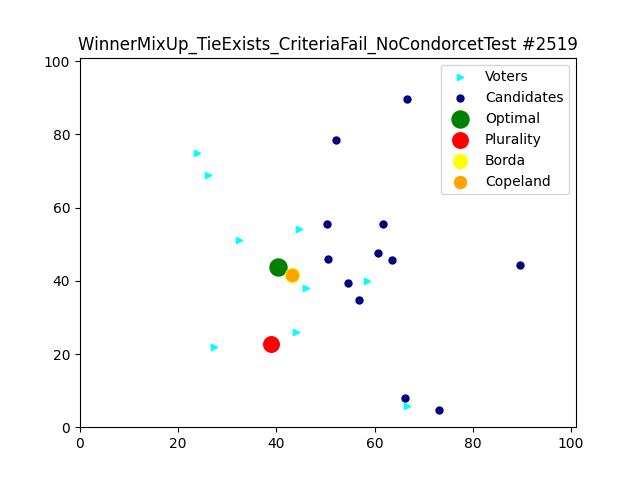 WinnerMixUp_TieExists_CriteriaFail_NoCondorcetTest #2519
Voters
Candidates
Optimal
Plurality
Borda
Copeland
100
80
60
40
20
0
0 20 40 60 80 100